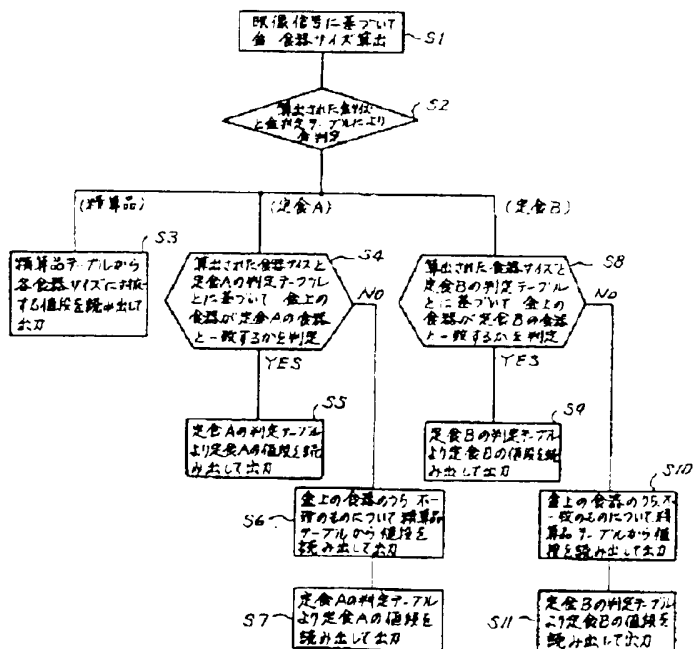 映像信号に基づいて
盆 食器サイズ算出
S1
算出された盆サイズ
と盆判定テーブルにより
盆判定
S2
(精算品)
(定食A)
(定食B)
S3
精算品テーブルから
各食器サイズに対応
する値段を読み出して
出力
S4
算出された食器サイズと
定食Aの判定テーブル
とに基づいて 盆上の
食器が定食Aの食器
と一致するかを判定
NO
YES
S8
算出された食器サイズと
定食Bの判定テーブル
とに基づいて 盆上の
食器が定食Bの食器
と一致するかを判定
No
YES
S5
定食Aの判定テーブル
より定食Aの値段を読
み出して出力
S9
定食Bの判定テーブル
より定食Bの値段を読
み出して出力
S6
盆上の食器のうち 不一
のものについて精算品
テーブルから値段を
読み出して出力
S10
盆上の食器のうち不一
致のものについて精
算品テーブルから値
段を読み出して出力
S7
定食Aの判定テーブル
より定食Aの値段を
読み出して出力
S11
定食Bの判定テーブル
より定食Bの値段を
読み出して出力